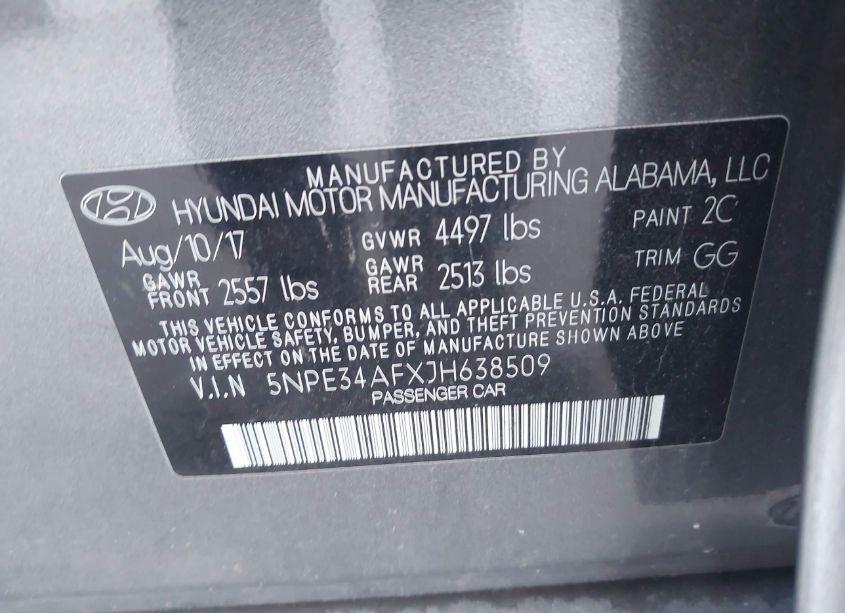 MANUFACTURED BY
HYUNDAI MOTOR MANUFACTURING ALABAMA, LLC
Aug/10/17 GVWR 4497 lbs PAINT 2C
GAWR FRONT 2557 lbs GAWR REAR 2513 lbs TRIM GG
THIS VEHICLE CONFORMS TO ALL APPLICABLE U.S.A. FEDERAL
MOTOR VEHICLE SAFETY, BUMPER, AND THEFT PREVENTION STANDARDS
IN EFFECT ON THE DATE OF MANUFACTURE SHOWN ABOVE
V.I.N 5NPE34AFXJH638509
PASSENGER CAR